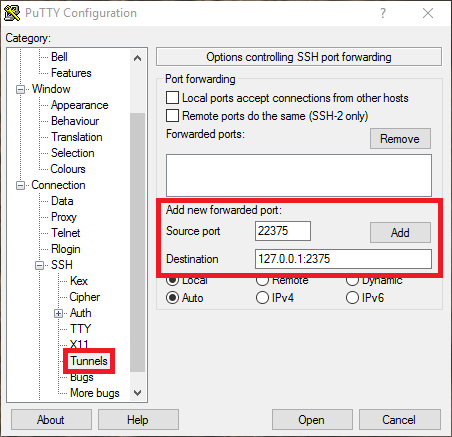 PuTTY Configuration
?
Category:
Bell
Features
Window
Appearance
Behaviour
Translation
Selection
Colours
Connection
Data
Proxy
Telnet
Rlogin
SSH
Kex
Cipher
Auth
TTY
X11
Tunnels
Bugs
More bugs
Options controlling SSH port forwarding
Port forwarding
Local ports accept connections from other hosts
Remote ports do the same (SSH-2 only)
Forwarded ports:
Remove
Add new forwarded port:
Source port 22375 Add
Destination 127.0.0.1:2375
Local Remote Dynamic
Auto IPv4 IPv6
About Help Open Cancel